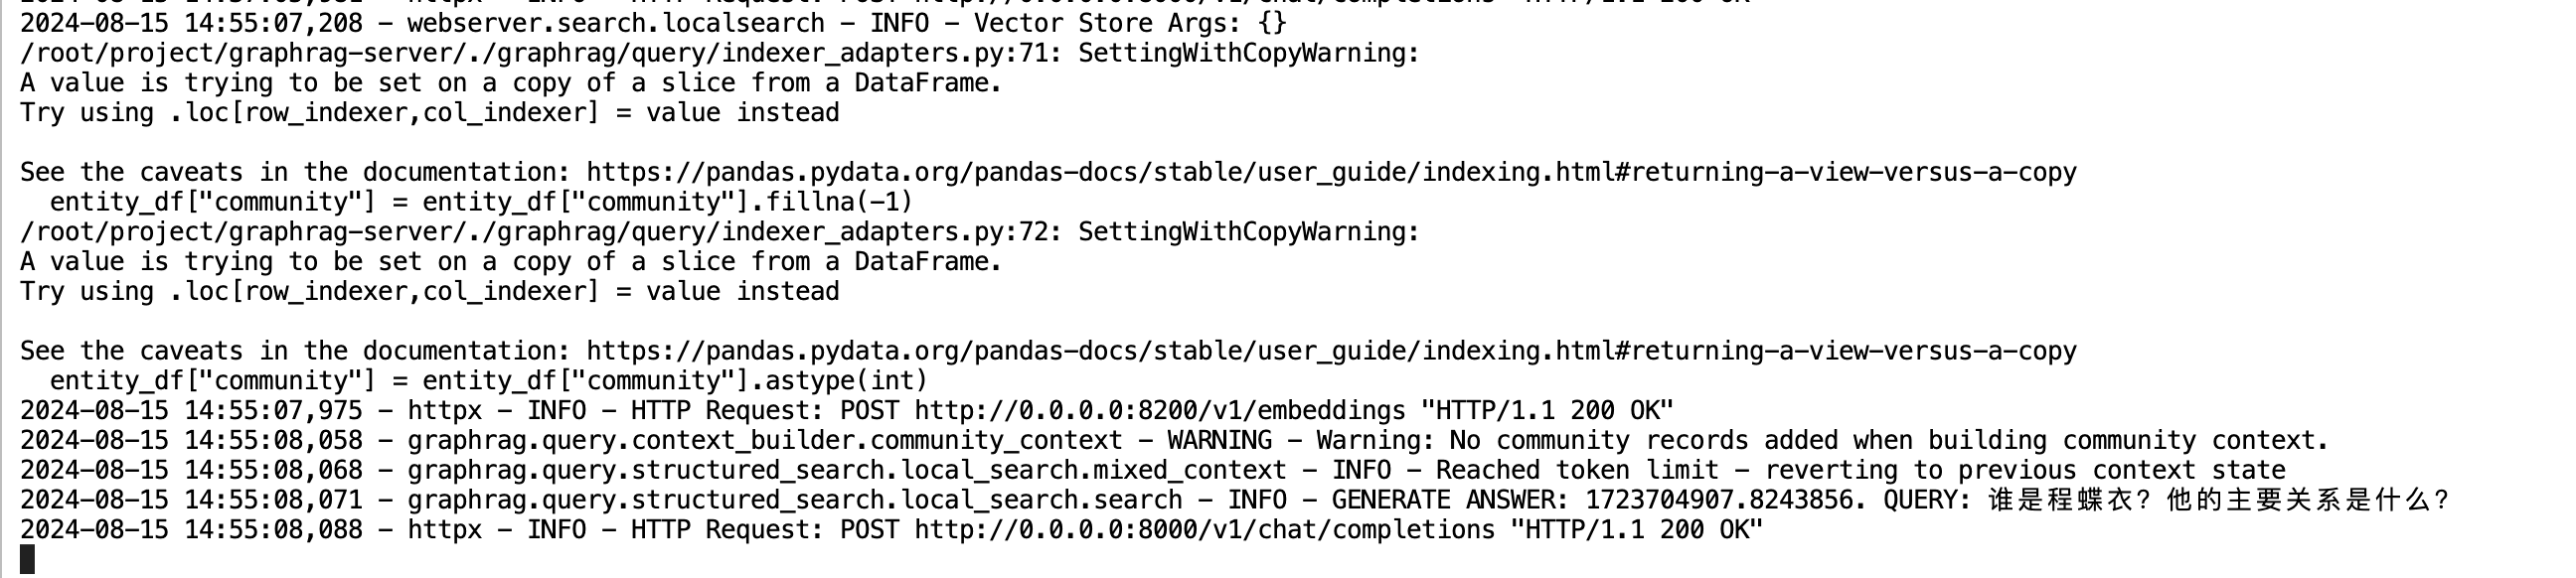 2024-08-15 14:55:07,208 - webserver.search.localsearch - INFO - Vector Store Args: {}
/root/project/graphrag-server/./graphrag/query/indexer_adapters.py:71: SettingWithCopyWarning:
A value is trying to be set on a copy of a slice from a DataFrame.
Try using .loc[row_indexer,col_indexer] = value instead

See the caveats in the documentation: https://pandas.pydata.org/pandas-docs/stable/user_guide/indexing.html#returning-a-view-versus-a-copy
  entity_df["community"] = entity_df["community"].fillna(-1)
/root/project/graphrag-server/./graphrag/query/indexer_adapters.py:72: SettingWithCopyWarning:
A value is trying to be set on a copy of a slice from a DataFrame.
Try using .loc[row_indexer,col_indexer] = value instead

See the caveats in the documentation: https://pandas.pydata.org/pandas-docs/stable/user_guide/indexing.html#returning-a-view-versus-a-copy
  entity_df["community"] = entity_df["community"].astype(int)
2024-08-15 14:55:07,975 - httpx - INFO - HTTP Request: POST http://0.0.0.0:8200/v1/embeddings "HTTP/1.1 200 OK"
2024-08-15 14:55:08,058 - graphrag.query.context_builder.community_context - WARNING - Warning: No community records added when building community context.
2024-08-15 14:55:08,068 - graphrag.query.structured_search.local_search.mixed_context - INFO - Reached token limit - reverting to previous context state
2024-08-15 14:55:08,071 - graphrag.query.structured_search.local_search.search - INFO - GENERATE ANSWER: 1723704907.8243856. QUERY: 谁是程蝶衣? 他的主要关系是什么?
2024-08-15 14:55:08,088 - httpx - INFO - HTTP Request: POST http://0.0.0.0:8000/v1/chat/completions "HTTP/1.1 200 OK"